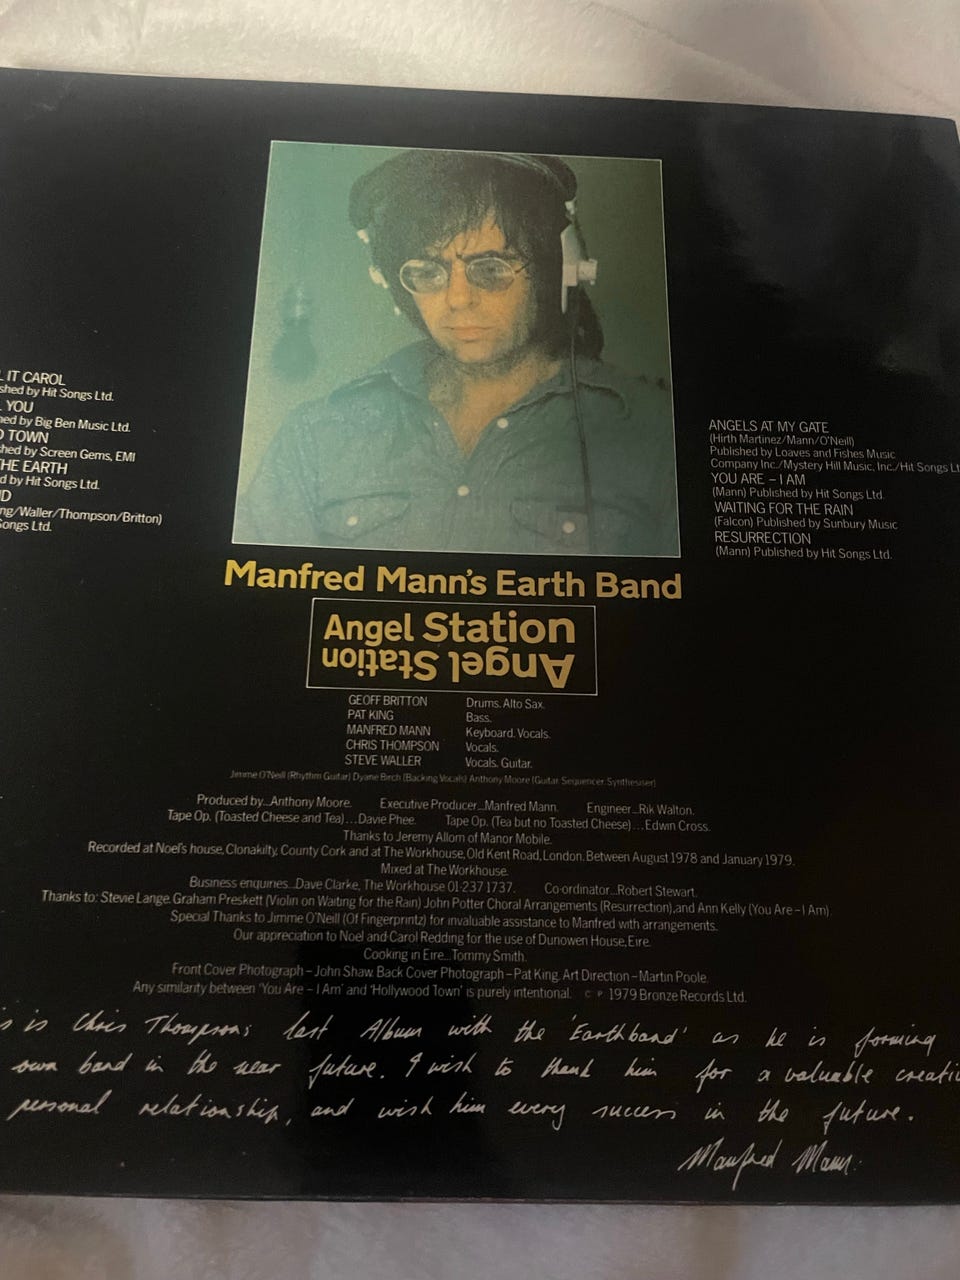 L IT CAROL
shed by Hit Songs Ltd.
YOU
ned by Big Ben Music Ltd.
D TOWN
shed by Screen Gems, EMI
THE EARTH
d by Hit Songs Ltd.
D
ng/Waller/Thompson/Britton)
Songs Ltd.
ANGELS AT MY GATE
(Hirth Martinez/Mann/O'Neill)
Published by Loaves and Fishes Music
Company Inc./Mystery Hill Music, Inc./Hit Songs Lt
YOU ARE – I AM
(Mann) Published by Hit Songs Ltd.
WAITING FOR THE RAIN
(Falcon) Published by Sunbury Music
RESURRECTION
(Mann) Published by Hit Songs Ltd.
Manfred Mann's Earth Band
Angel Station
Angel Station
GEOFF BRITTON Drums. Alto Sax.
PAT KING Bass.
MANFRED MANN Keyboard. Vocals.
CHRIS THOMPSON Vocals.
STEVE WALLER Vocals. Guitar.
Jimme O'Neill (Rhythm Guitar) Dyane Birch (Backing Vocals) Anthony Moore (Guitar. Sequencer. Synthesiser)
Produced by...Anthony Moore. Executive Producer...Manfred Mann. Engineer...Rik Walton.
Tape Op. (Toasted Cheese and Tea)...Davie Phee. Tape Op. (Tea but no Toasted Cheese)...Edwin Cross.
Thanks to Jeremy Allom of Manor Mobile.
Recorded at Noel's house, Clonakilty, County Cork and at The Workhouse, Old Kent Road, London. Between August 1978 and January 1979.
Mixed at The Workhouse.
Business enquiries...Dave Clarke, The Workhouse 01-237 1737. Co-ordinator...Robert Stewart.
Thanks to: Stevie Lange. Graham Preskett (Violin on Waiting for the Rain) John Potter Choral Arrangements (Resurrection), and Ann Kelly (You Are – I Am).
Special Thanks to Jimme O'Neill (Of Fingerprintz) for invaluable assistance to Manfred with arrangements.
Our appreciation to Noel and Carol Redding for the use of Dunowen House, Eire.
Cooking in Eire...Tommy Smith.
Front Cover Photograph – John Shaw. Back Cover Photograph – Pat King. Art Direction – Martin Poole.
Any similarity between 'You Are – I Am' and 'Hollywood Town' is purely intentional. C P 1979 Bronze Records Ltd.
s is Chris Thompsons; last Album with the 'Earthband' as he is forming
own band in the near future. I wish to thank him for a valuable creati
personal relationship, and wish him every success in the future.
Manfred Mann.